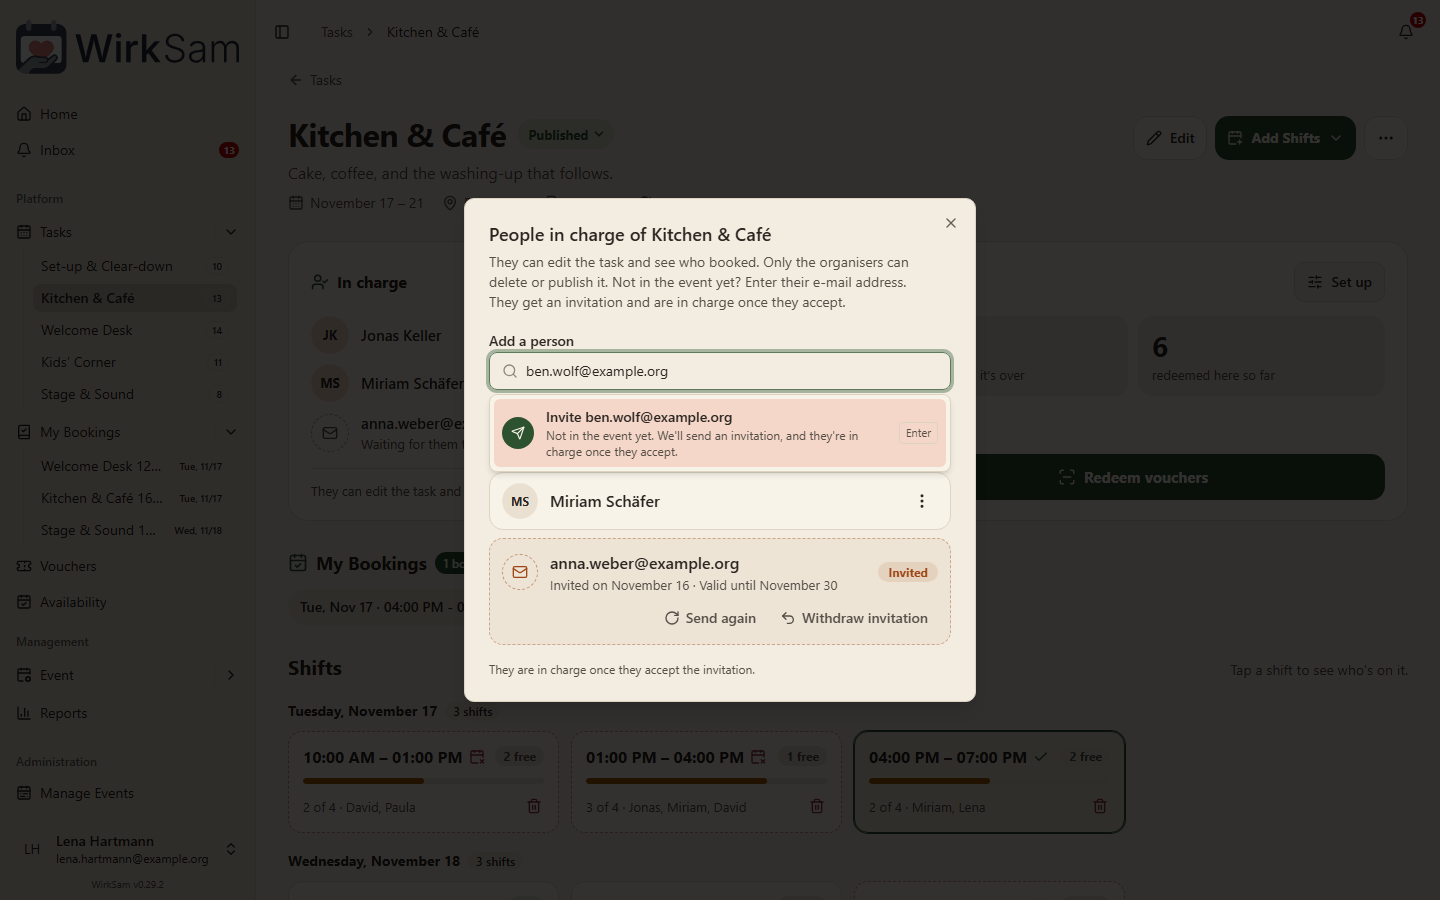 WirkSam
Home
Inbox
13
Platform
Tasks
Set-up & Clear-down 10
Kitchen & Café 13
Welcome Desk 14
Kids' Corner 11
Stage & Sound 8
My Bookings
Welcome Desk 12... Tue, 11/17
Kitchen & Café 16... Tue, 11/17
Stage & Sound 1... Wed, 11/18
Vouchers
Availability
Management
Event
Reports
Administration
Manage Events
LH
Lena Hartmann
lena.hartmann@example.org
WirkSam v0.29.2
Tasks > Kitchen & Café
13
Tasks
Kitchen & Café
Published
Edit
Add Shifts
Cake, coffee, and the washing-up that follows.
November 17 – 21
In charge
Set up
JK Jonas Keller
MS Miriam Schäfer
anna.weber@e
Waiting for them
They can edit the task and
it's over
6
redeemed here so far
Redeem vouchers
People in charge of Kitchen & Café
They can edit the task and see who booked. Only the organisers can
delete or publish it. Not in the event yet? Enter their e-mail address.
They get an invitation and are in charge once they accept.
Add a person
ben.wolf@example.org
Invite ben.wolf@example.org
Not in the event yet. We'll send an invitation, and they're in
charge once they accept.
Enter
MS Miriam Schäfer
anna.weber@example.org
Invited on November 16 · Valid until November 30
Invited
Send again
Withdraw invitation
They are in charge once they accept the invitation.
My Bookings
Tue, Nov 17 · 04:00 PM - 0
Shifts
Tap a shift to see who's on it.
Tuesday, November 17 3 shifts
10:00 AM – 01:00 PM 2 free
2 of 4 · David, Paula
01:00 PM – 04:00 PM 1 free
3 of 4 · Jonas, Miriam, David
04:00 PM – 07:00 PM 2 free
2 of 4 · Miriam, Lena
Wednesday, November 18 3 shifts